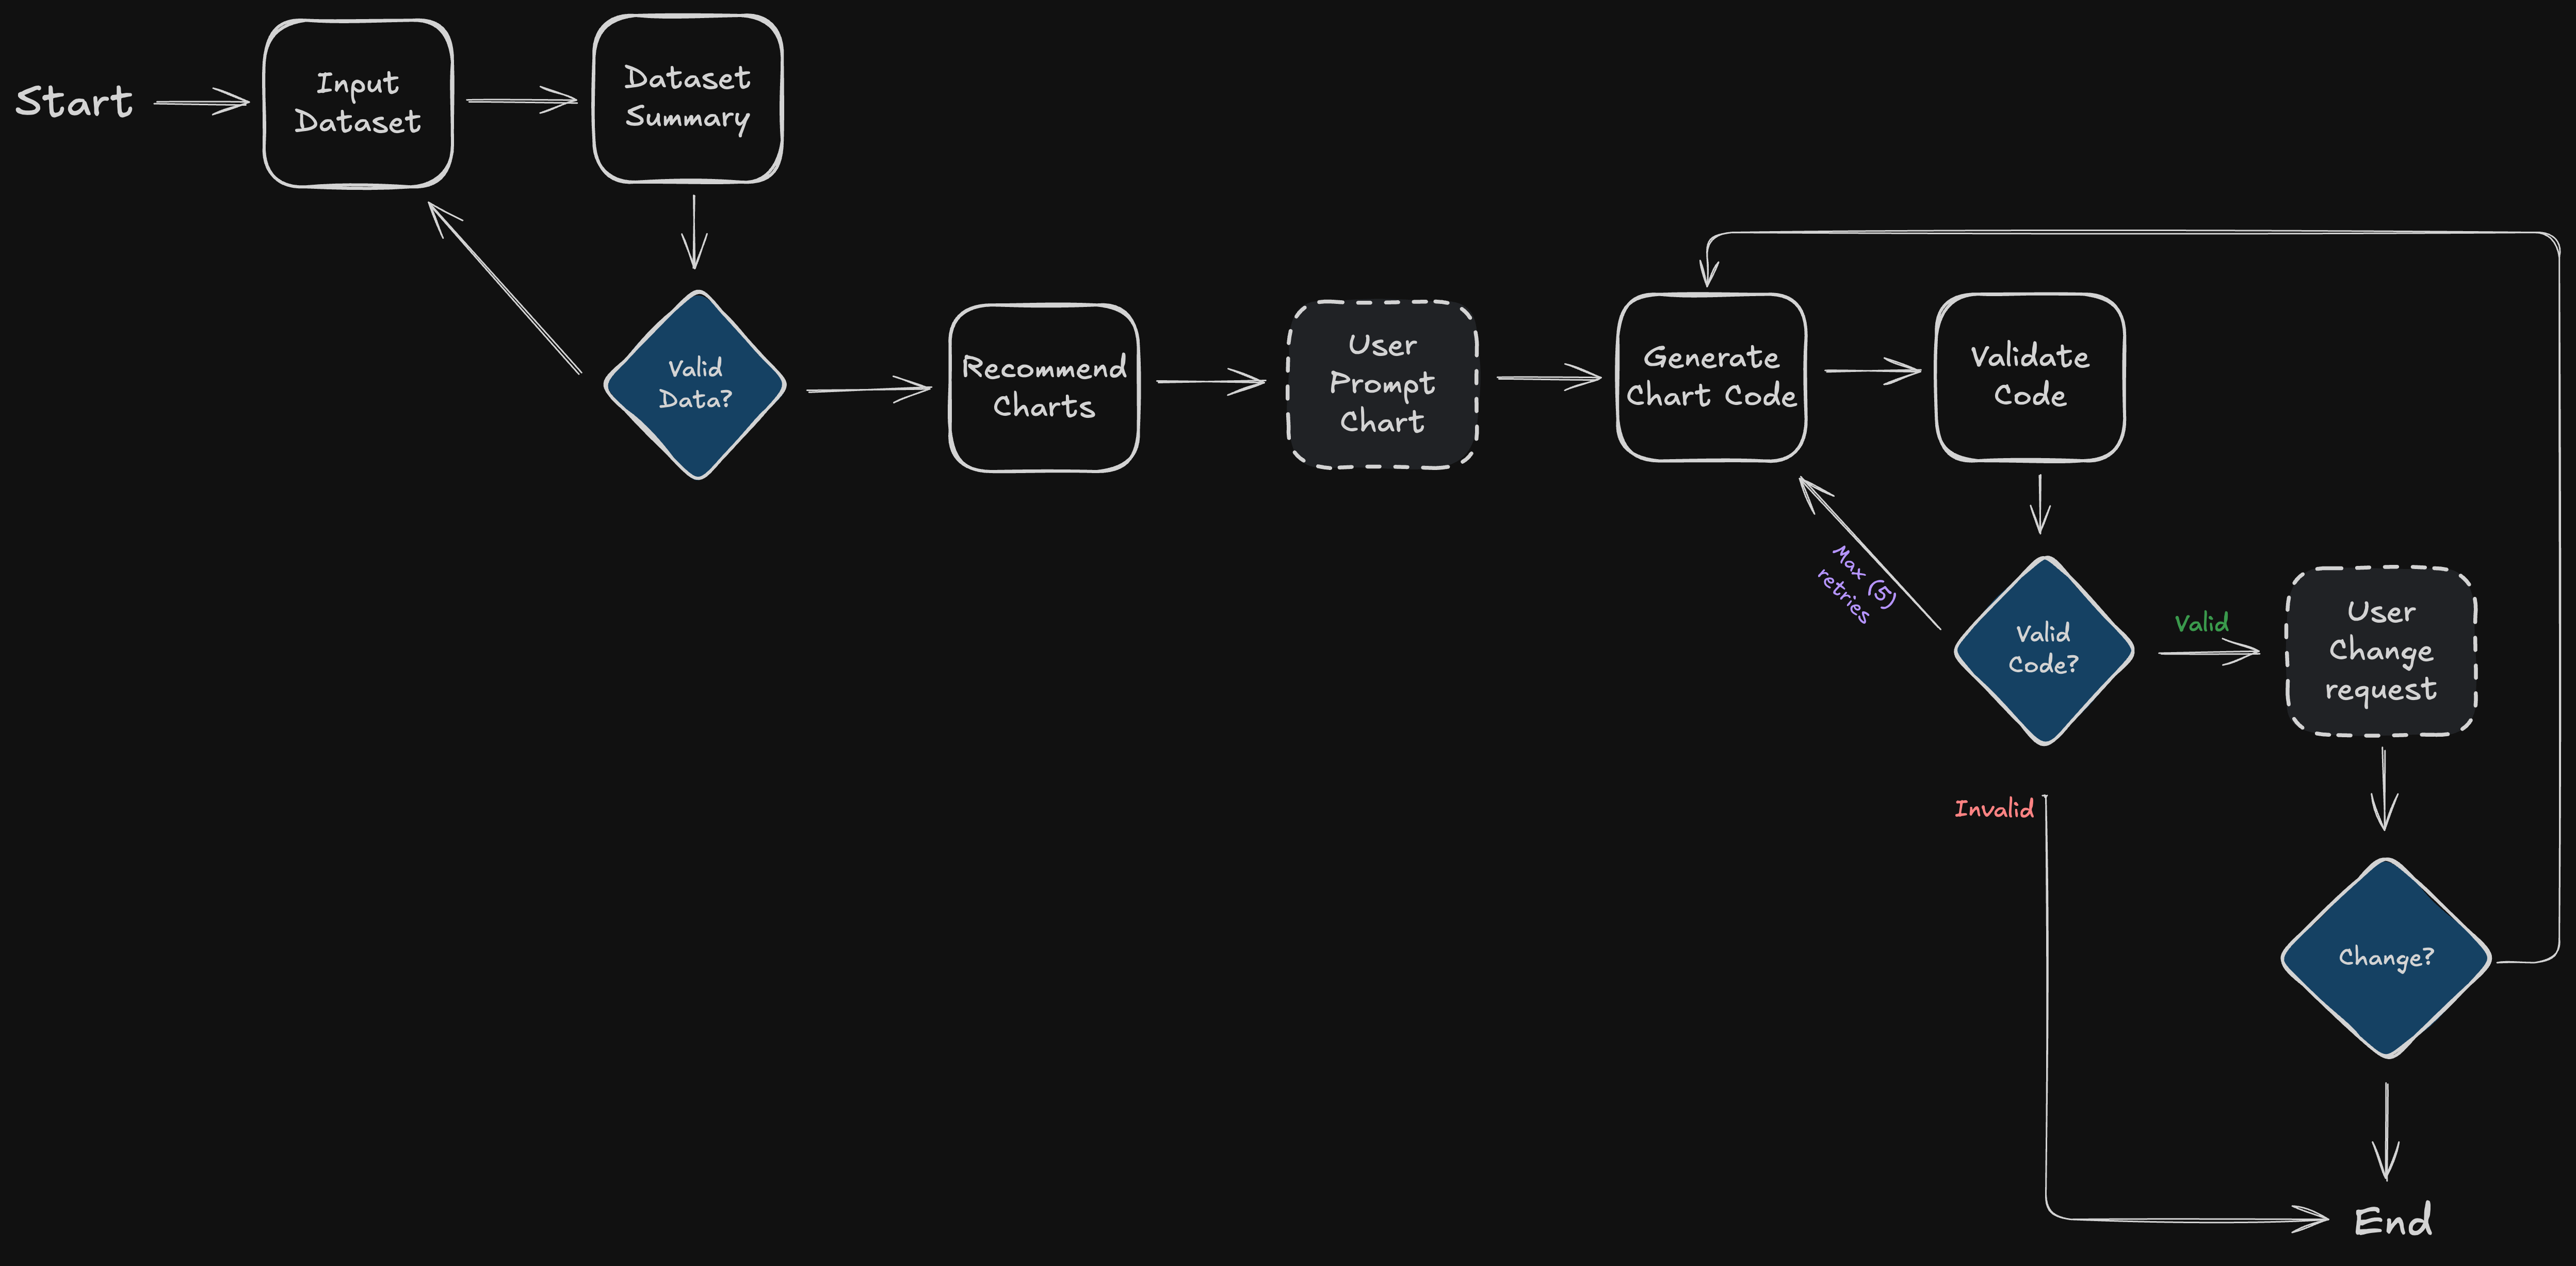 Start
Input
Dataset
Dataset
Summary
Valid
Data?
Recommend
Charts
User
Prompt
Chart
Generate
Chart Code
Validate
Code
Max (5)
retries
Valid
Code?
Valid
User
Change
request
Invalid
Change?
End